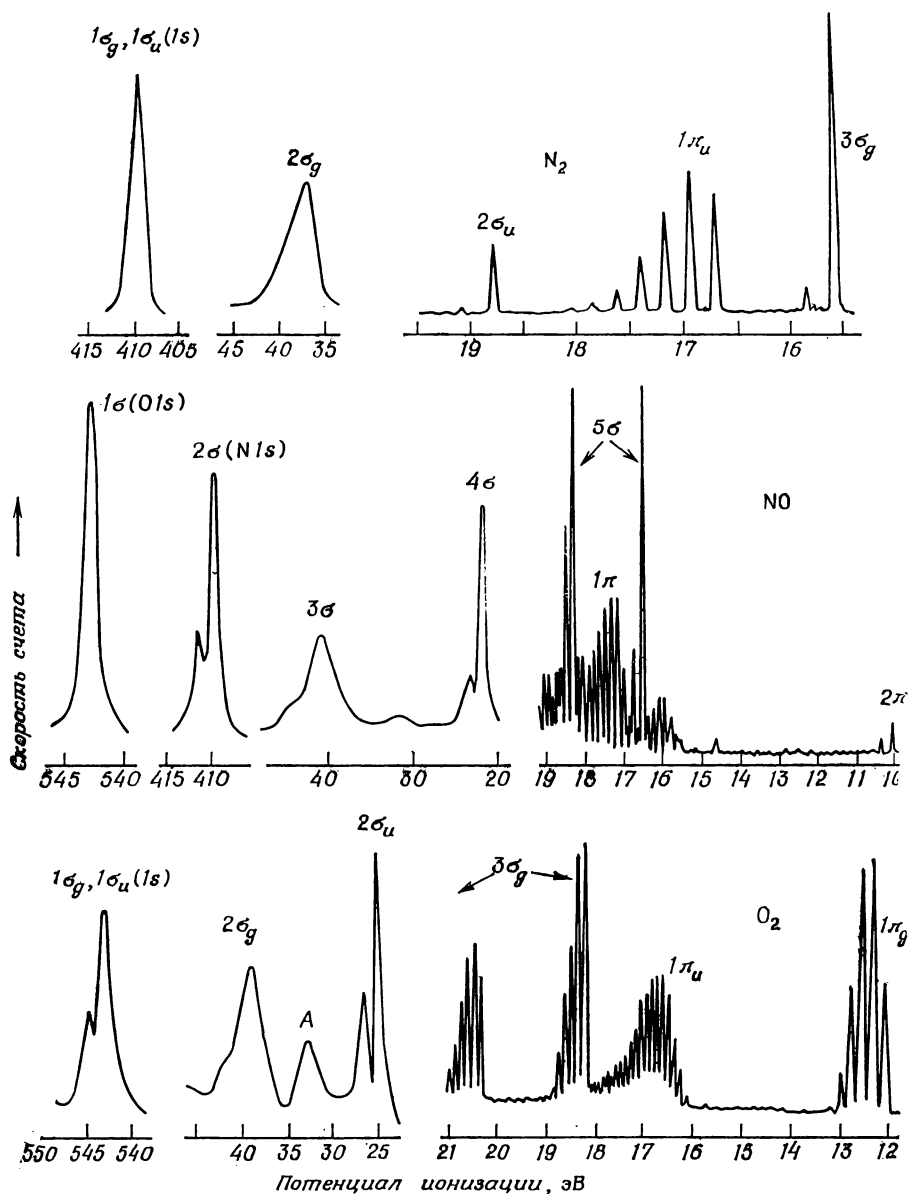 1σg, 1σu(1s)
2σg
N2
1πu
3σg
2σu
415 410 405
45 40 35
19 18 17 16
1σ(O1s)
2σ(N1s)
4σ
5σ
NO
3σ
1π
2π
545 540
415 410
40 30 20
19 18 17 16 15 14 13 12 11 10
Скорость счета
2σu
1σg, 1σu(1s)
3σg
2σg
O2
1πg
1πu
A
550 545 540
40 35 30 25
21 20 19 18 17 16 15 14 13 12
Потенциал ионизации, эВ